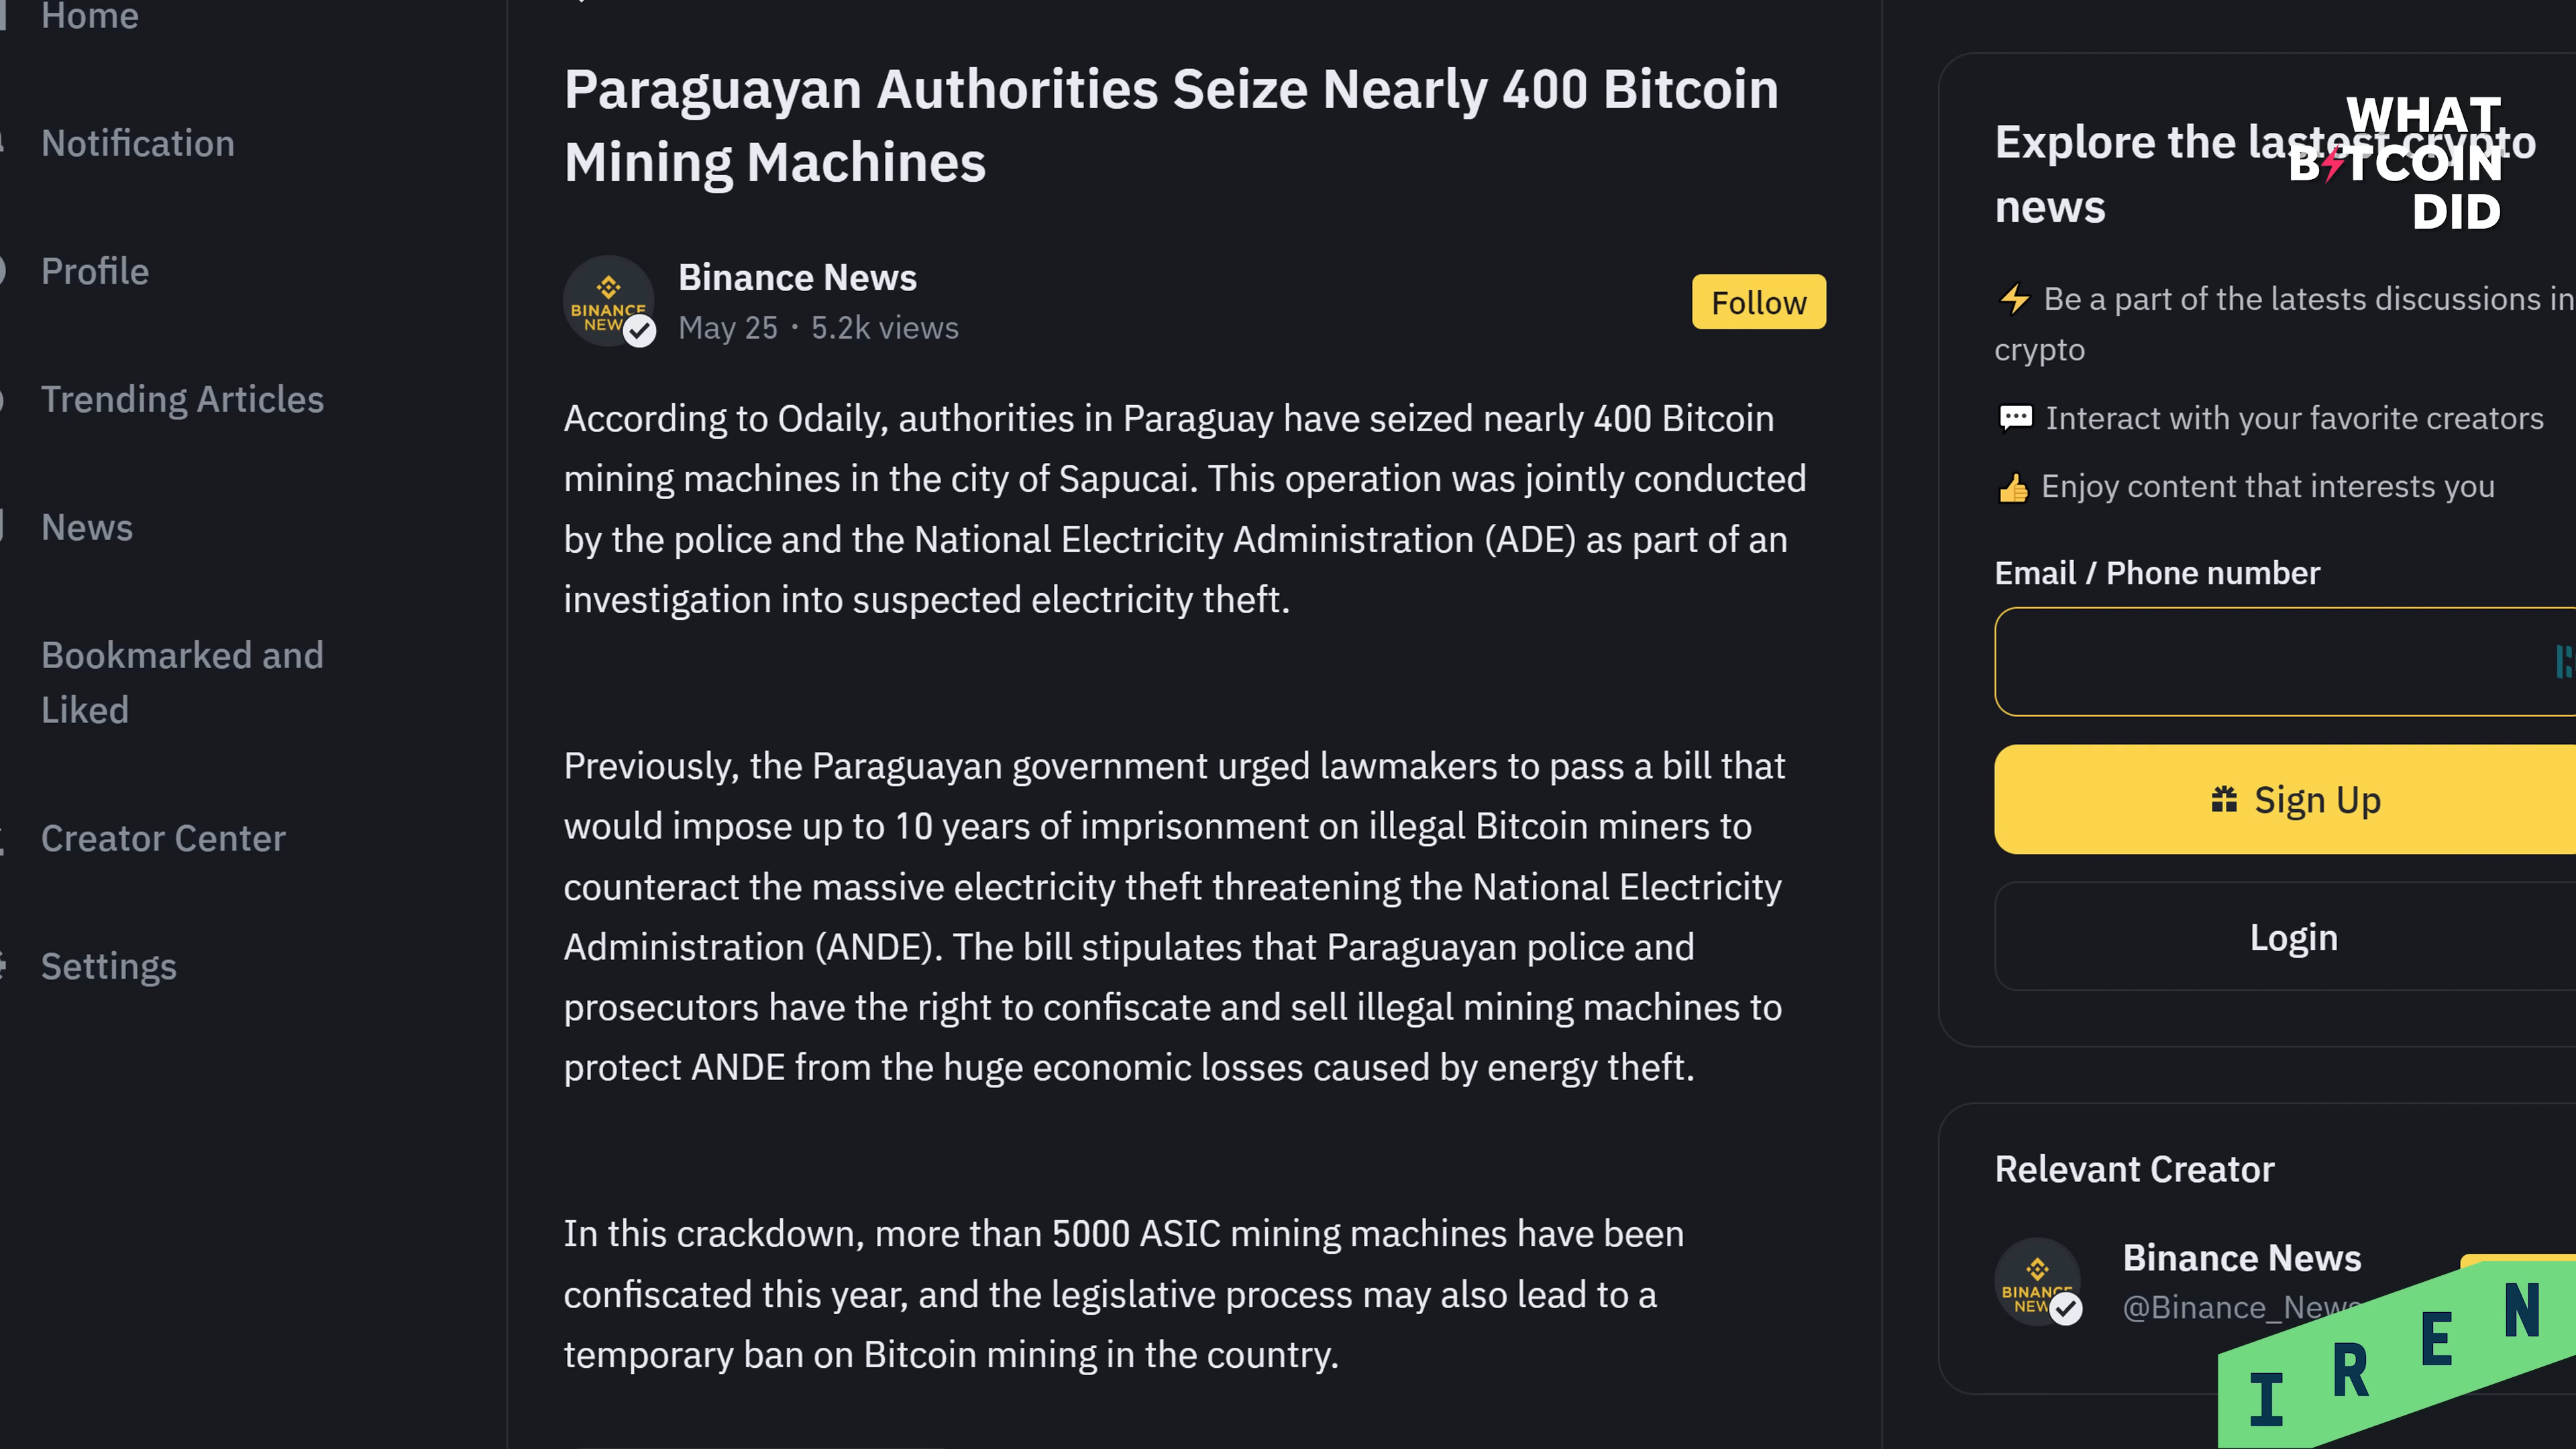 Home
Notification
Profile
Trending Articles
News
Bookmarked and
Liked
Creator Center
Settings
Paraguayan Authorities Seize Nearly 400 Bitcoin
Mining Machines
BINANCE
NEWS
Binance News
May 25 • 5.2k views
Follow
According to Odaily, authorities in Paraguay have seized nearly 400 Bitcoin
mining machines in the city of Sapucai. This operation was jointly conducted
by the police and the National Electricity Administration (ADE) as part of an
investigation into suspected electricity theft.
Previously, the Paraguayan government urged lawmakers to pass a bill that
would impose up to 10 years of imprisonment on illegal Bitcoin miners to
counteract the massive electricity theft threatening the National Electricity
Administration (ANDE). The bill stipulates that Paraguayan police and
prosecutors have the right to confiscate and sell illegal mining machines to
protect ANDE from the huge economic losses caused by energy theft.
In this crackdown, more than 5000 ASIC mining machines have been
confiscated this year, and the legislative process may also lead to a
temporary ban on Bitcoin mining in the country.
Explore the lastest crypto
news
WHAT
BITCOIN
DID
Be a part of the latests discussions in
crypto
Interact with your favorite creators
Enjoy content that interests you
Email / Phone number
Sign Up
Login
Relevant Creator
BINANCE
NEWS
Binance News
@Binance_News
IREN